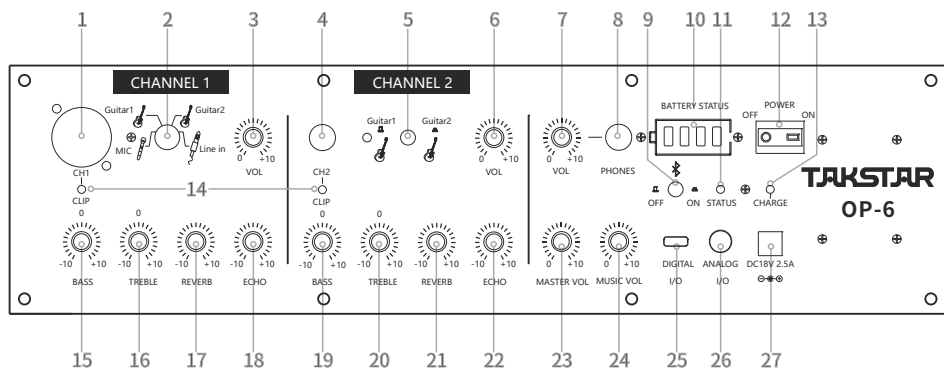 1 2 3 4 5 6 7 8 9 10 11 12 13
CHANNEL 1 CHANNEL 2
BATTERY STATUS POWER
OFF ON
Guitar1 Guitar2 Guitar1 Guitar2
MIC Line in
0 +10 0 +10 0 +10
VOL VOL VOL PHONES
CH1 CH2
14
CLIP CLIP
OFF ON STATUS CHARGE
TAKSTAR
OP-6
0 0 0 0
-10 +10 -10 +10 -10 +10 -10 +10 -10 +10 -10 +10 -10 +10 -10 +10 0 +10 0 +10
BASS TREBLE REVERB ECHO BASS TREBLE REVERB ECHO MASTER VOL MUSIC VOL
DIGITAL I/O ANALOG I/O DC18V 2.5A
15 16 17 18 19 20 21 22 23 24 25 26 27